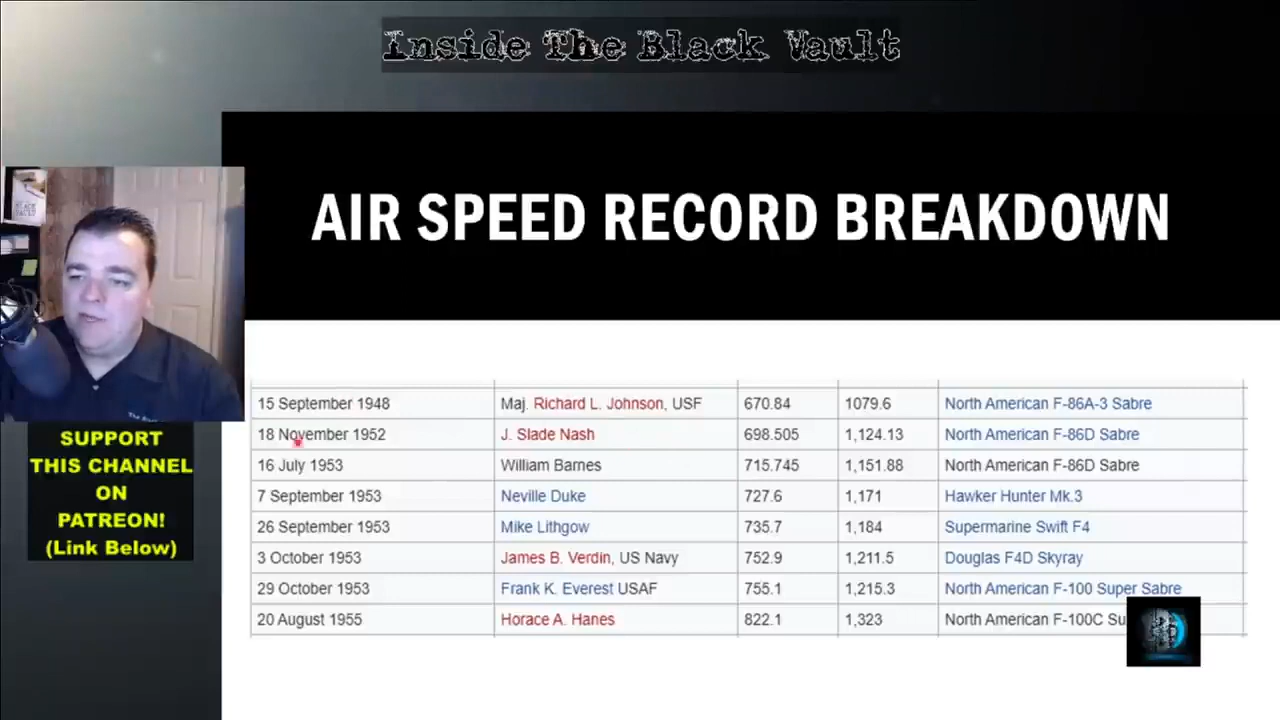 Inside The Black Vault
AIR SPEED RECORD BREAKDOWN
SUPPORT
THIS CHANNEL
ON
PATREON!
(Link Below)
15 September 1948 Maj. Richard L. Johnson, USF 670.84 1079.6 North American F-86A-3 Sabre
18 November 1952 J. Slade Nash 698.505 1,124.13 North American F-86D Sabre
16 July 1953 William Barnes 715.745 1,151.88 North American F-86D Sabre
7 September 1953 Neville Duke 727.6 1,171 Hawker Hunter Mk.3
26 September 1953 Mike Lithgow 735.7 1,184 Supermarine Swift F4
3 October 1953 James B. Verdin, US Navy 752.9 1,211.5 Douglas F4D Skyray
29 October 1953 Frank K. Everest USAF 755.1 1,215.3 North American F-100 Super Sabre
20 August 1955 Horace A. Hanes 822.1 1,323 North American F-100C Su